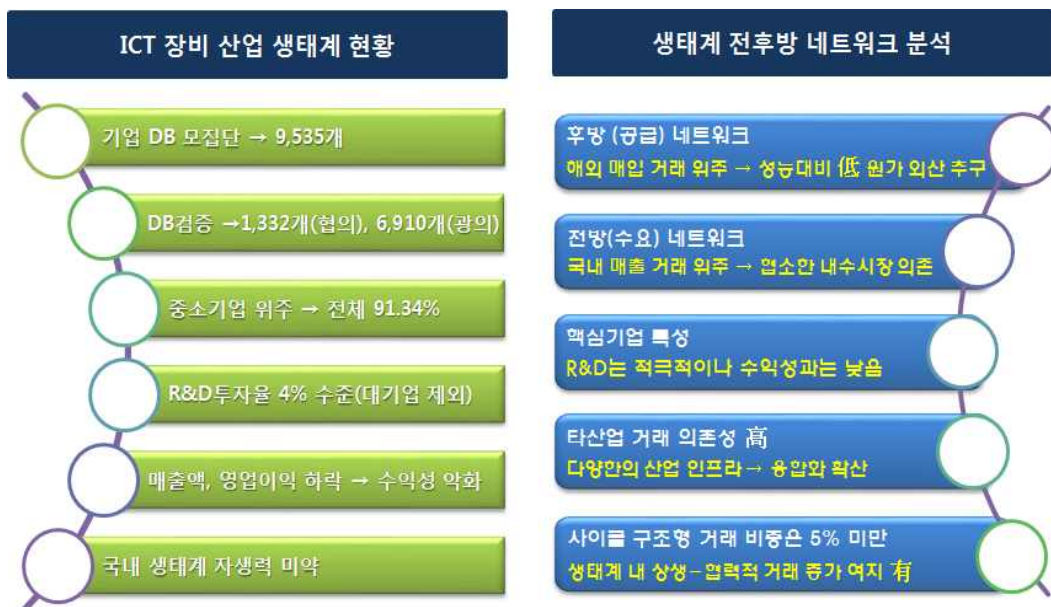 ICT 장비 산업 생태계 현황
기업 DB 모집단 → 9,535개
DB검증 →1,332개(협의), 6,910개(광의)
중소기업 위주 → 전체 91.34%
R&D투자율 4% 수준(대기업 제외)
매출액, 영업이익 하락 → 수익성 악화
국내 생태계 자생력 미약
생태계 전후방 네트워크 분석
후방 (공급) 네트워크
해외 매입 거래 위주 → 성능대비 低 원가 외산 추구
전방(수요) 네트워크
국내 매출 거래 위주 → 협소한 내수시장 의존
핵심기업 특성
R&D는 적극적이나 수익성과는 낮음
타산업 거래 의존성 高
다양한의 산업 인프라→ 융합화 확산
사이클 구조형 거래 비중은 5% 미만
생태계 내 상생-협력적 거래 증가 여지 有